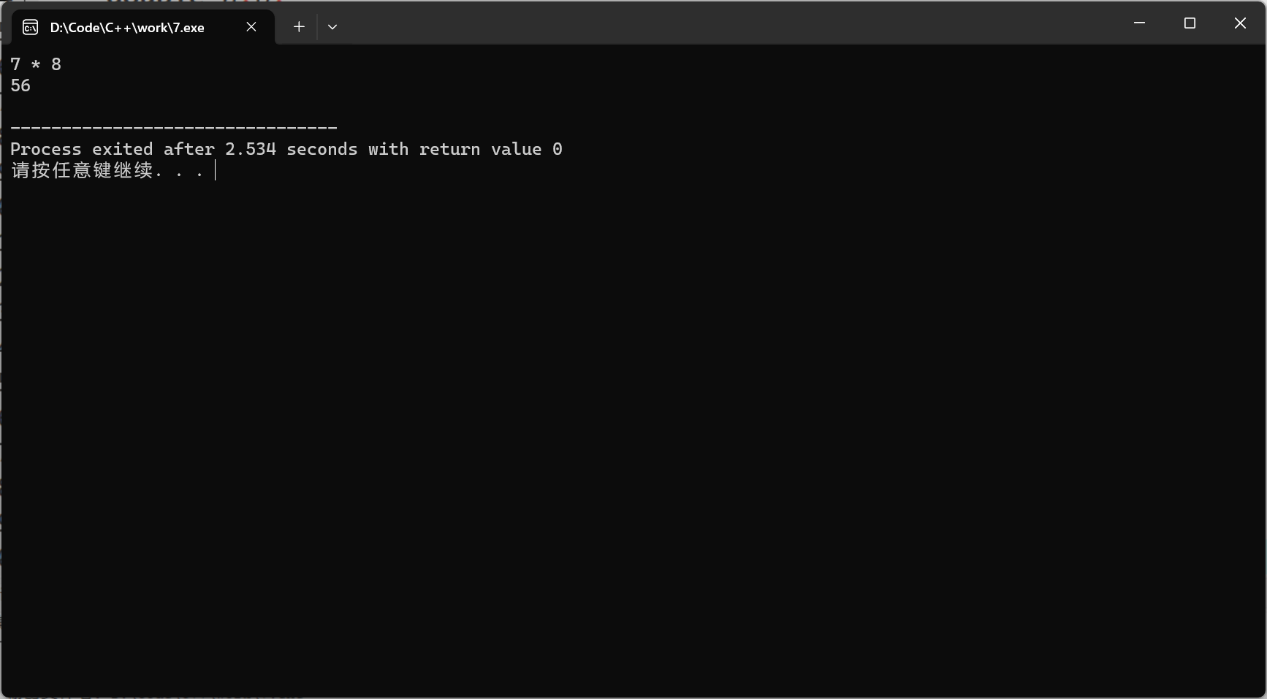 D:\Code\C++\work\7.exe
7 * 8
56
--------------------------------
Process exited after 2.534 seconds with return value 0
请按任意键继续. . .